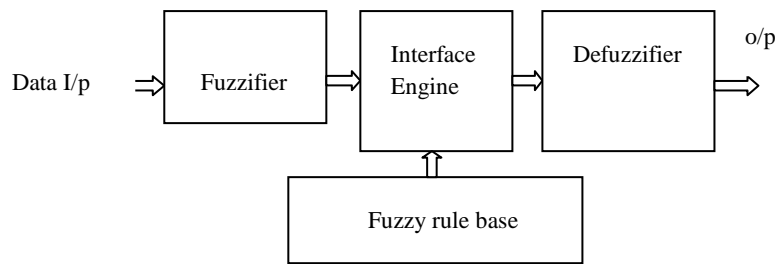 Data I/p
Fuzzifier
Interface
Engine
Defuzzifier
o/p
Fuzzy rule base